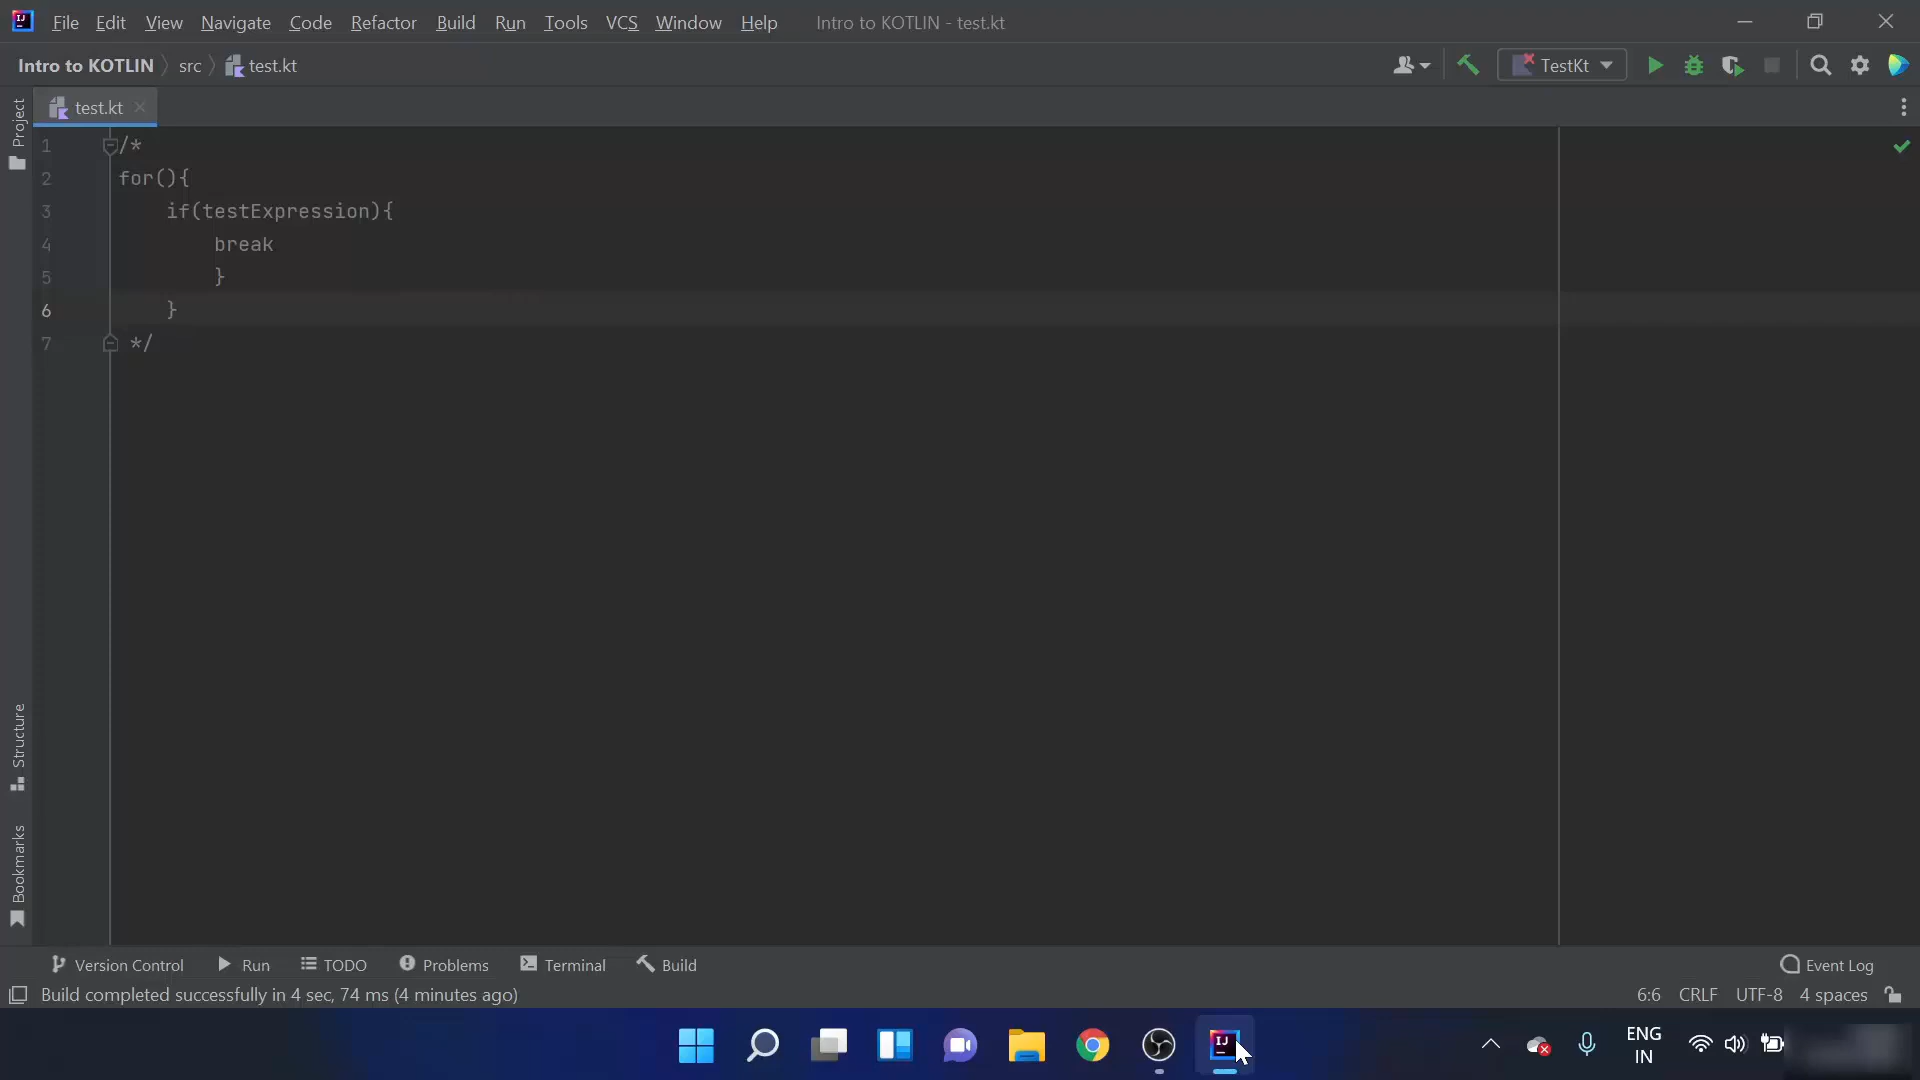 File Edit View Navigate Code Refactor Build Run Tools VCS Window Help Intro to KOTLIN - test.kt
Intro to KOTLIN src test.kt TestKt
test.kt
Project
1 /*
2 for(){
3 if(testExpression){
4 break
5 }
6 }
7 */
Structure
Bookmarks
Version Control Run TODO Problems Terminal Build Event Log
Build completed successfully in 4 sec, 74 ms (4 minutes ago) 6:6 CRLF UTF-8 4 spaces
ENG
IN